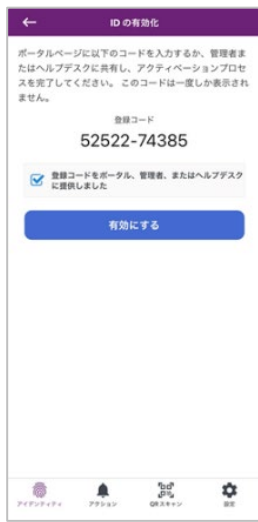 ID の有効化
ポータルページに以下のコードを入力するか、管理者ま
たはヘルプデスクに共有し、アクティベーションプロセ
スを完了してください。 このコードは一度しか表示され
ません。
登録コード
52522-74385
登録コードをポータル、管理者、またはヘルプデスク
に提供しました
有効にする
アイデンティティ
アクション
QR スキャン
設定